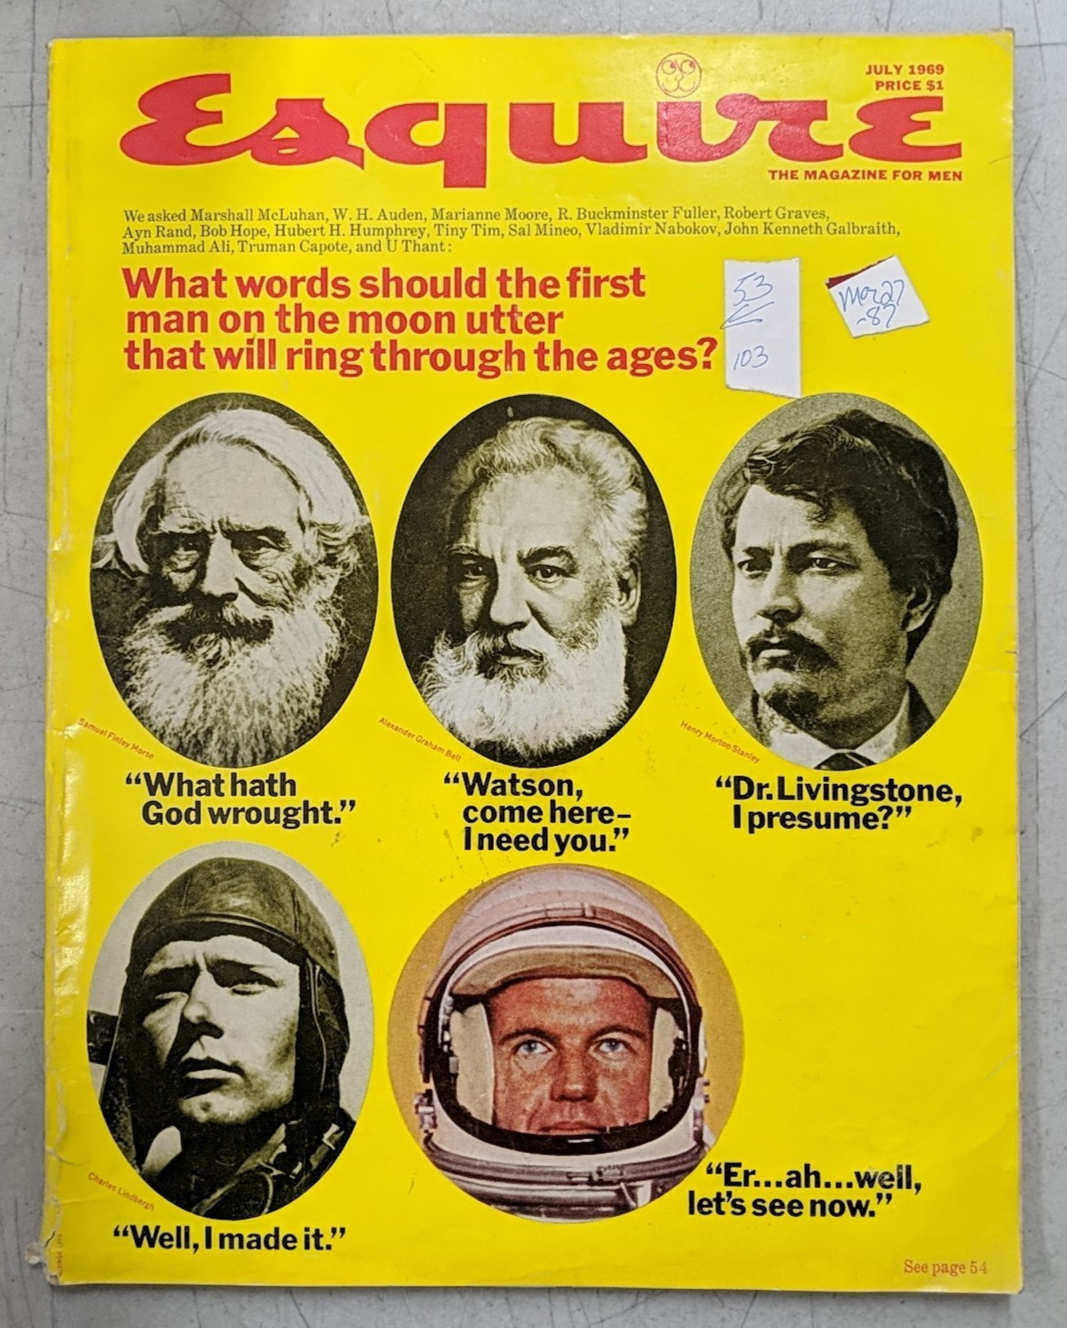 Esquire
JULY 1969
PRICE $1
THE MAGAZINE FOR MEN
We asked Marshall McLuhan, W. H. Auden, Marianne Moore, R. Buckminster Fuller, Robert Graves,
Ayn Rand, Bob Hope, Hubert H. Humphrey, Tiny Tim, Sal Mineo, Vladimir Nabokov, John Kenneth Galbraith,
Muhammad Ali, Truman Capote, and U Thant:
What words should the first
man on the moon utter
that will ring through the ages?
53
103
Mar 27
-87
Samuel Finley Morse
“What hath
God wrought.”
Alexander Graham Bell
“Watson,
come here–
I need you.”
Henry Morton Stanley
“Dr. Livingstone,
I presume?”
Charles Lindbergh
“Well, I made it.”
“Er...ah...well,
let's see now.”
See page 54